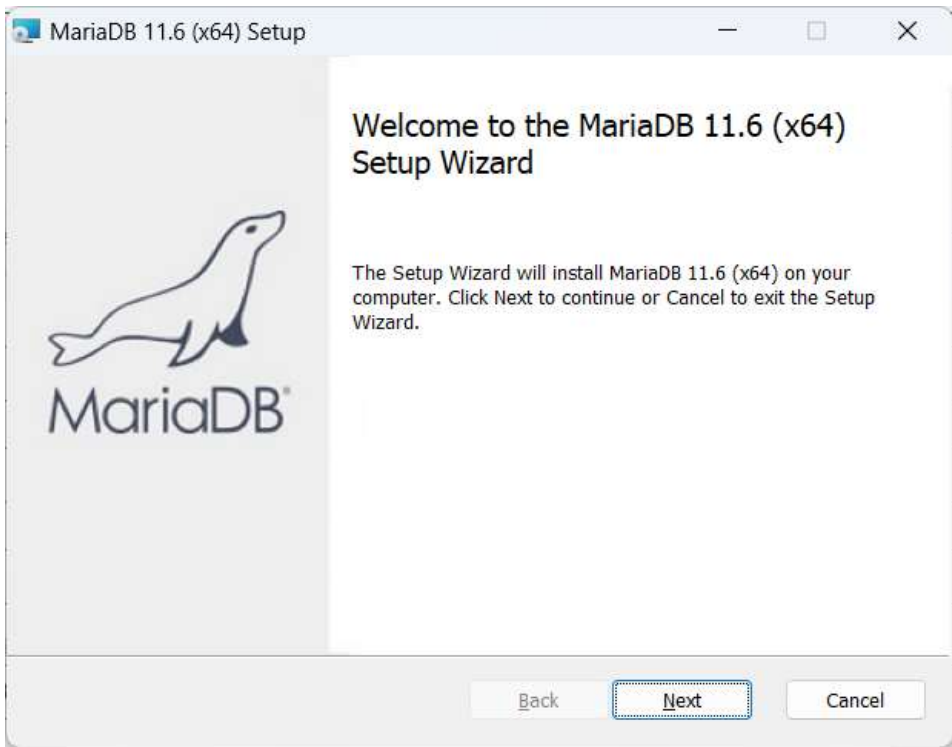 MariaDB 11.6 (x64) Setup
Welcome to the MariaDB 11.6 (x64)
Setup Wizard
The Setup Wizard will install MariaDB 11.6 (x64) on your
computer. Click Next to continue or Cancel to exit the Setup
Wizard.
MariaDB®
Back Next Cancel